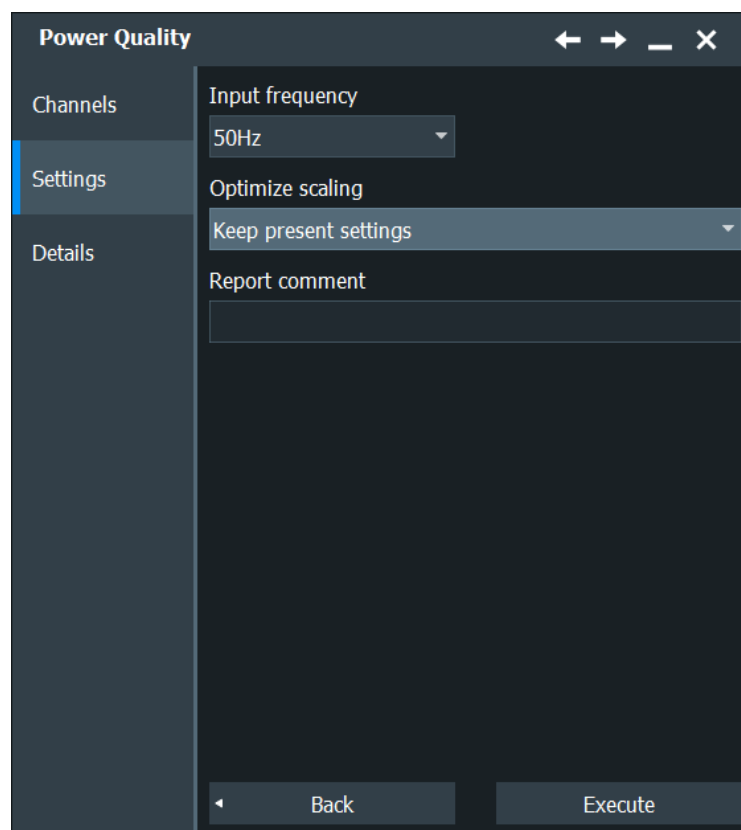 Power Quality
Channels
Settings
Details
Input frequency
50Hz
Optimize scaling
Keep present settings
Report comment
Back
Execute